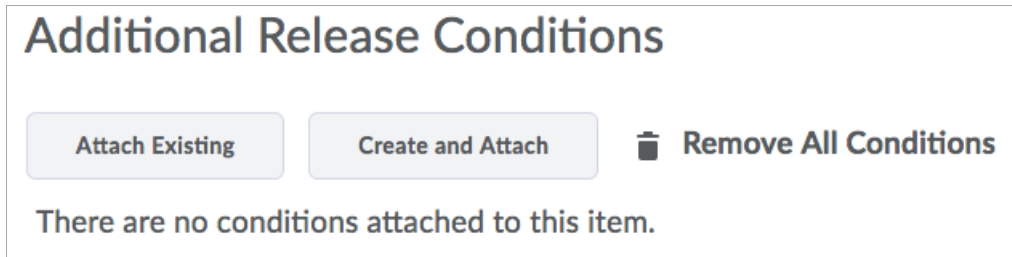 Additional Release Conditions
Attach Existing Create and Attach Remove All Conditions
There are no conditions attached to this item.